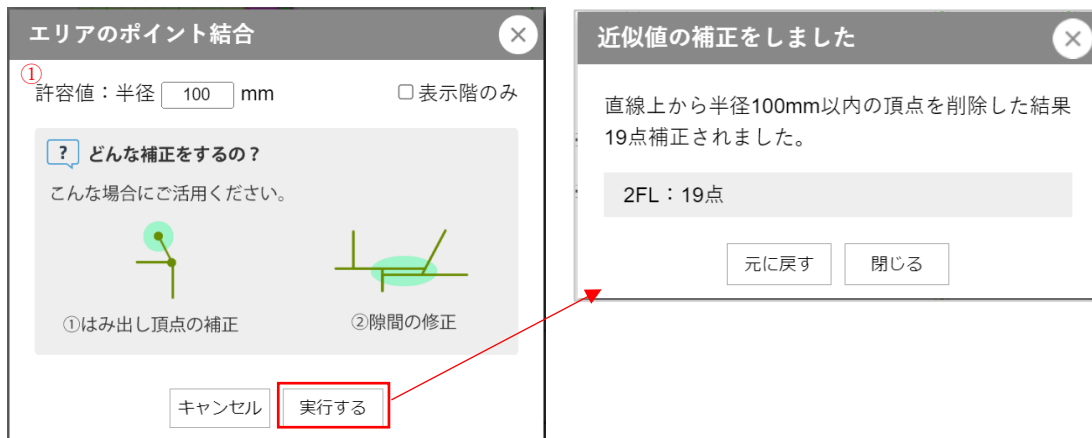 エリアのポイント結合
①
許容値：半径 100 mm
表示階のみ
? どんな補正をするの？
こんな場合にご活用ください。
①はみ出し頂点の補正
②隙間の修正
キャンセル
実行する
近似値の補正をしました
直線上から半径100mm以内の頂点を削除した結果
19点補正されました。
2FL：19点
元に戻す
閉じる